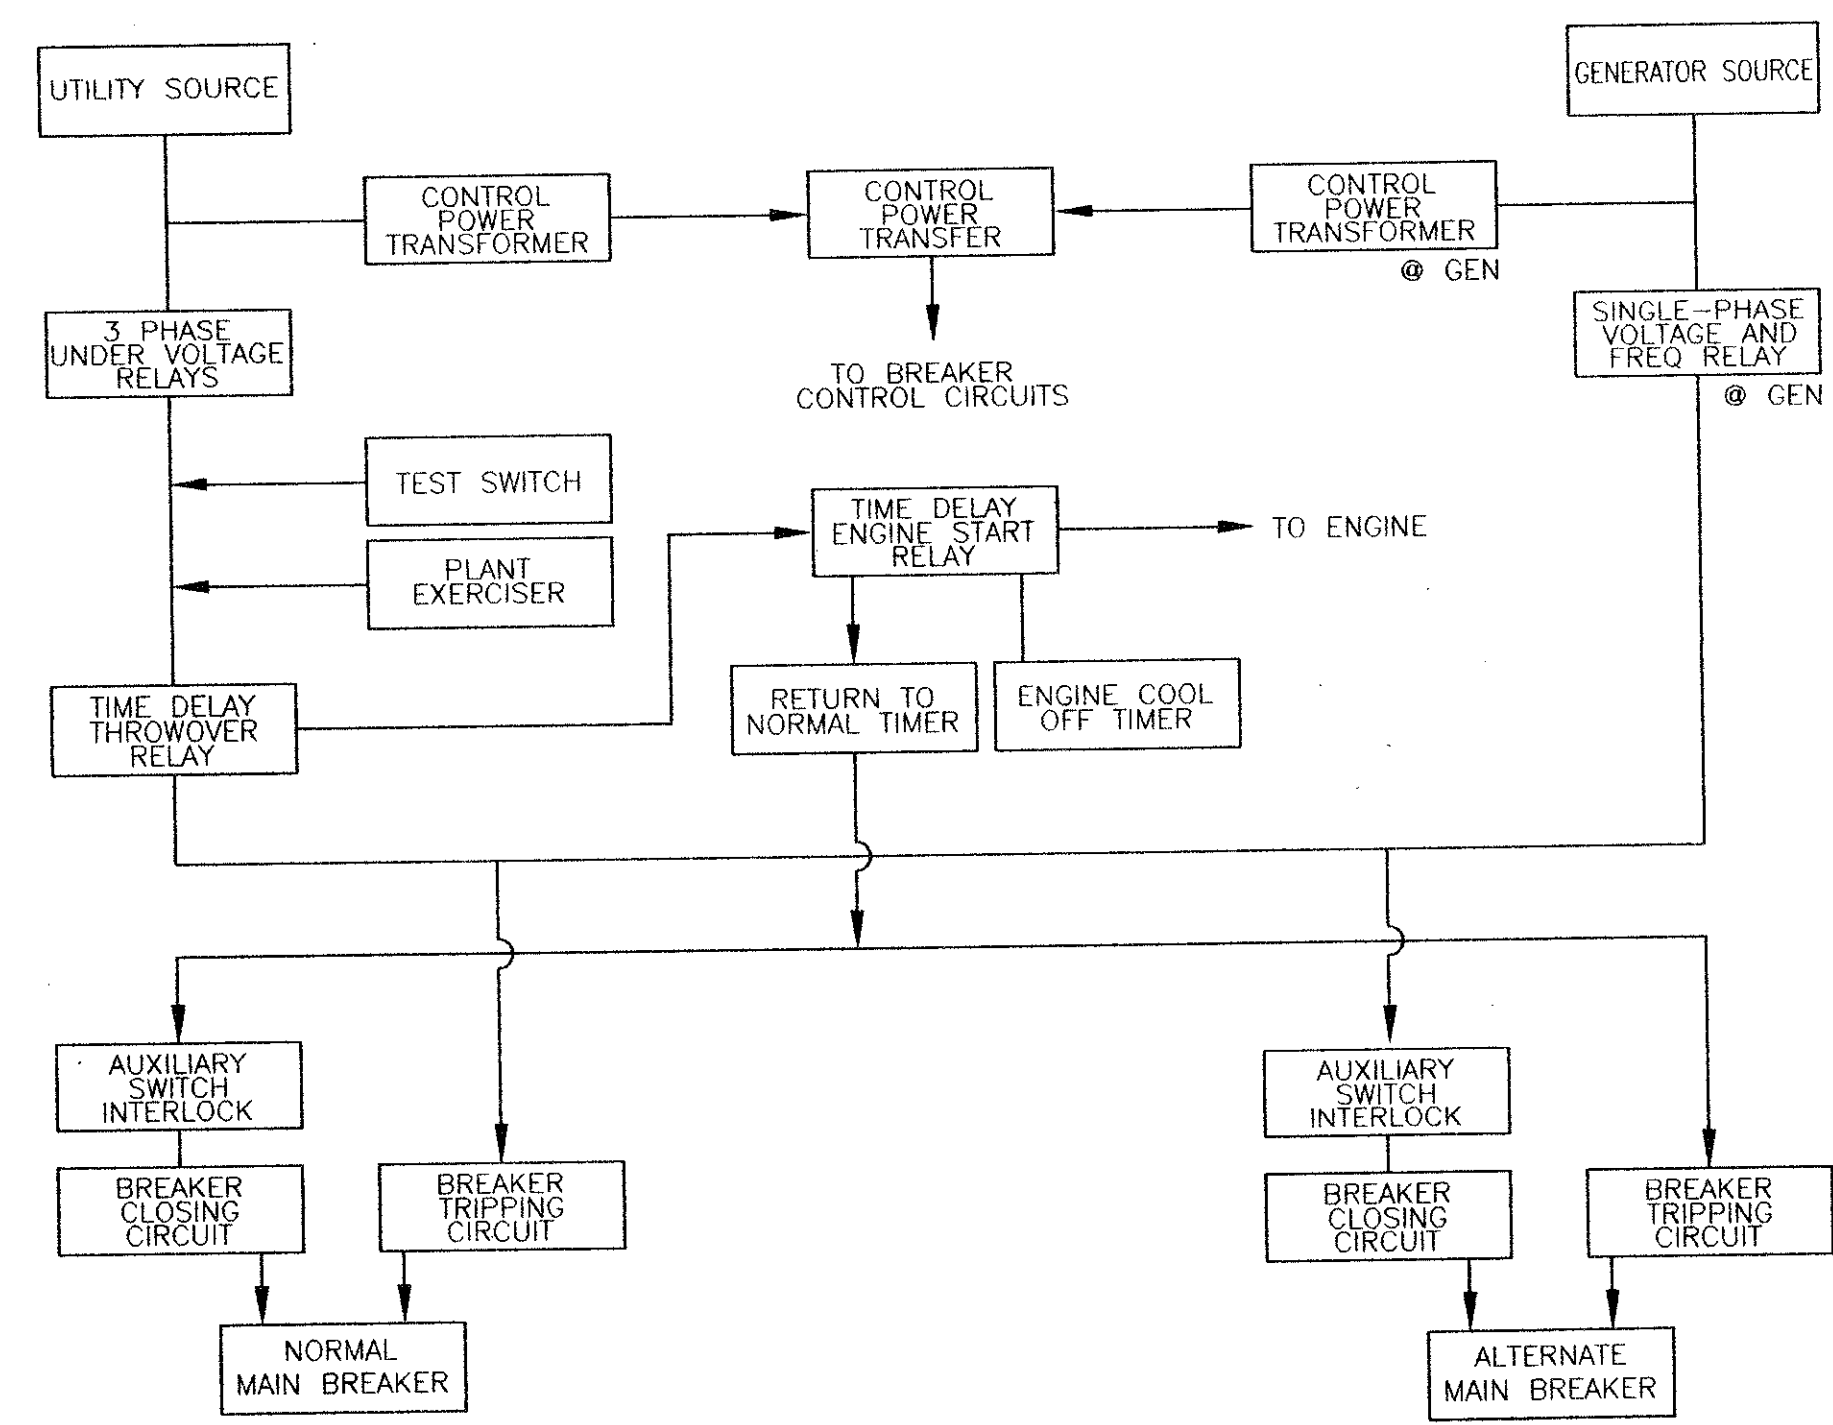 UTILITY SOURCE
GENERATOR SOURCE
CONTROL
POWER
TRANSFORMER
CONTROL
POWER
TRANSFER
CONTROL
POWER
TRANSFORMER
@ GEN
3 PHASE
UNDER VOLTAGE
RELAYS
SINGLE-PHASE
VOLTAGE AND
FREQ RELAY
@ GEN
TO BREAKER
CONTROL CIRCUITS
TEST SWITCH
PLANT
EXERCISER
TIME DELAY
ENGINE START
RELAY
TO ENGINE
TIME DELAY
THROWOVER
RELAY
RETURN TO
NORMAL TIMER
ENGINE COOL
OFF TIMER
AUXILIARY
SWITCH
INTERLOCK
AUXILIARY
SWITCH
INTERLOCK
BREAKER
CLOSING
CIRCUIT
BREAKER
TRIPPING
CIRCUIT
BREAKER
CLOSING
CIRCUIT
BREAKER
TRIPPING
CIRCUIT
NORMAL
MAIN BREAKER
ALTERNATE
MAIN BREAKER